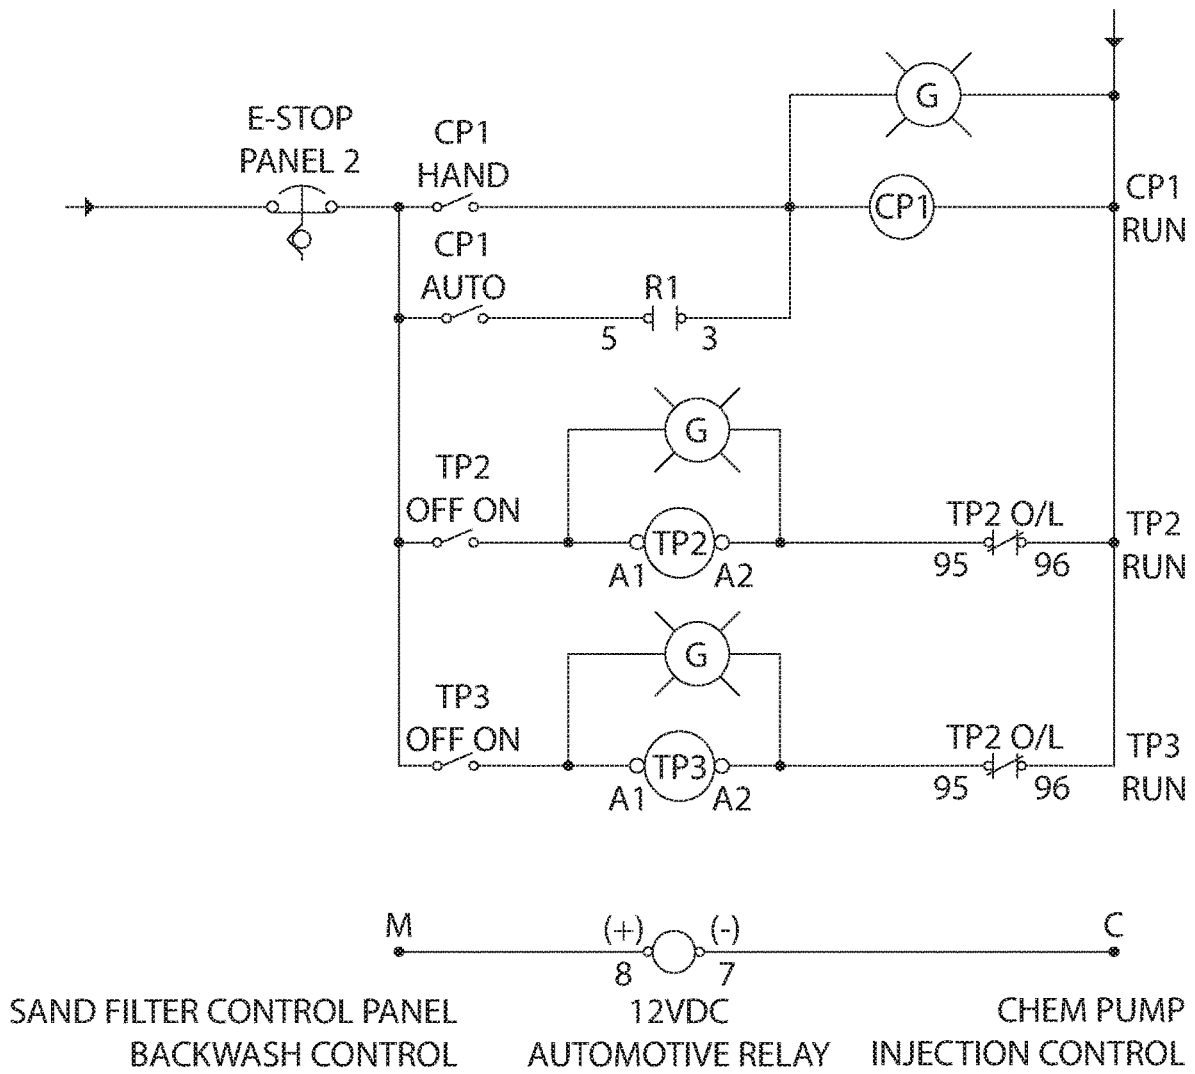 G
E-STOP
PANEL 2
CP1
HAND
CP1
CP1
RUN
CP1
AUTO
R1
5
3
G
TP2
OFF ON
TP2
A1
A2
TP2 O/L
95
96
TP2
RUN
G
TP3
OFF ON
TP3
A1
A2
TP2 O/L
95
96
TP3
RUN
M
(+)
(-)
C
8
7
SAND FILTER CONTROL PANEL
BACKWASH CONTROL
12VDC
AUTOMOTIVE RELAY
CHEM PUMP
INJECTION CONTROL